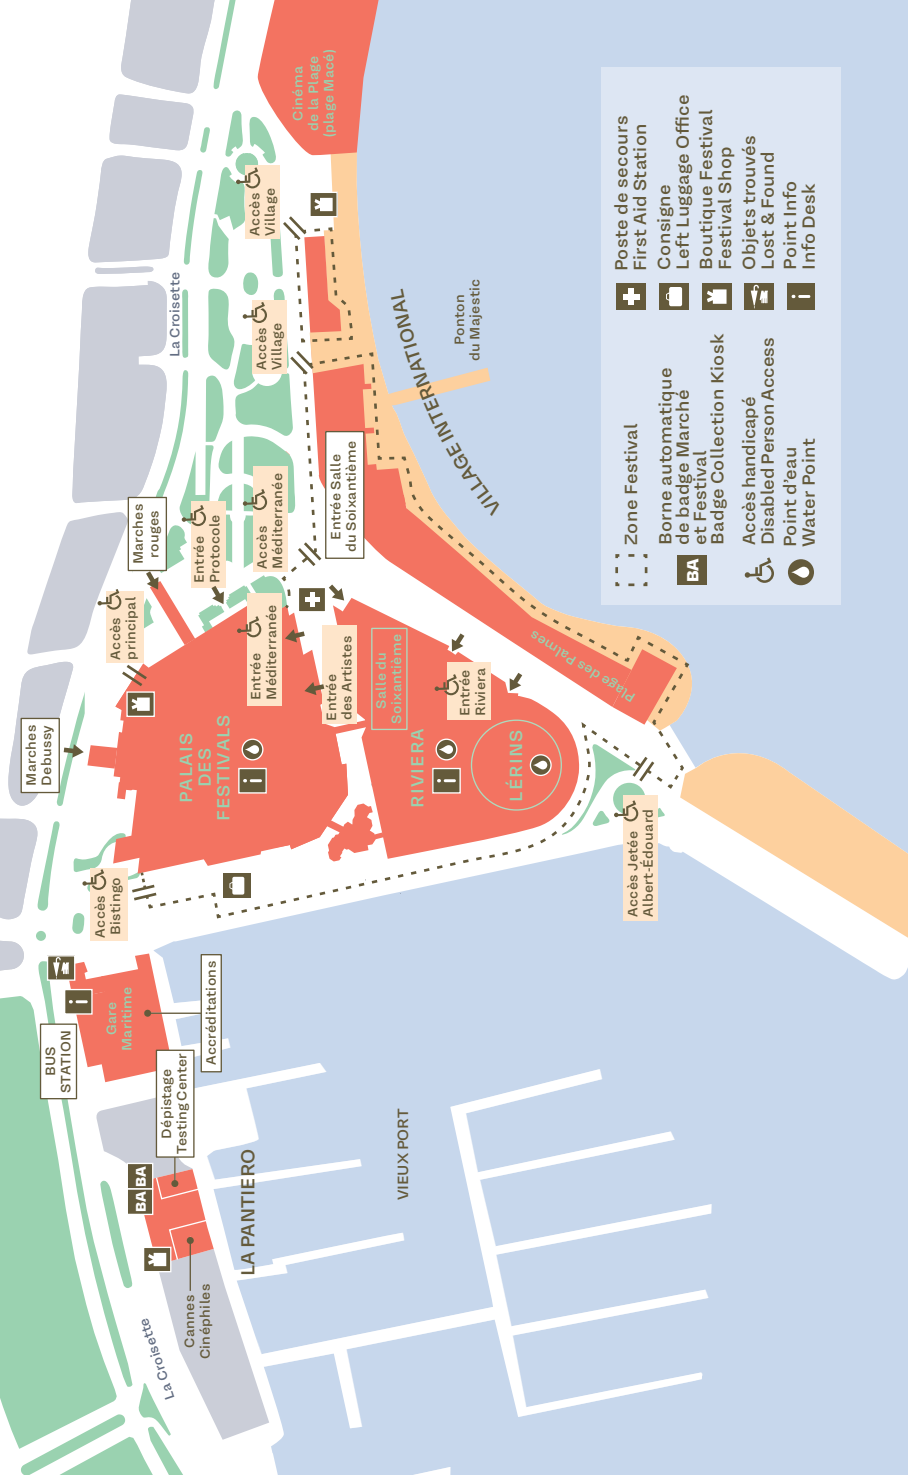 Cinéma
de la Plage
(plage Macé)
La Croisette
Accès
Village
Accès
Village
VILLAGE INTERNATIONAL
Ponton
du Majestic
Marches
rouges
Entrée
Protocole
Accès
Méditerranée
Entrée Salle
du Soixantième
Accès
principal
Entrée
Méditerranée
Entrée
des Artistes
Salle du
Soixantième
Entrée
Riviera
Plage des Palmes
Marches
Debussy
PALAIS
DES
FESTIVALS
RIVIERA
LÉRINS
Accès Jetée
Albert-Édouard
Accès
Bistingo
Gare
Maritime
Accréditations
BUS
STATION
Dépistage
Testing Center
BA
BA
BA
BA
LA PANTIERO
VIEUX PORT
Cannes
Cinéphiles
La Croisette
Zone Festival
BA
Borne automatique
de badge Marché
et Festival
Badge Collection Kiosk
Accès handicapé
Disabled Person Access
Point d'eau
Water Point
Poste de secours
First Aid Station
Consigne
Left Luggage Office
Boutique Festival
Festival Shop
Objets trouvés
Lost & Found
Point Info
Info Desk